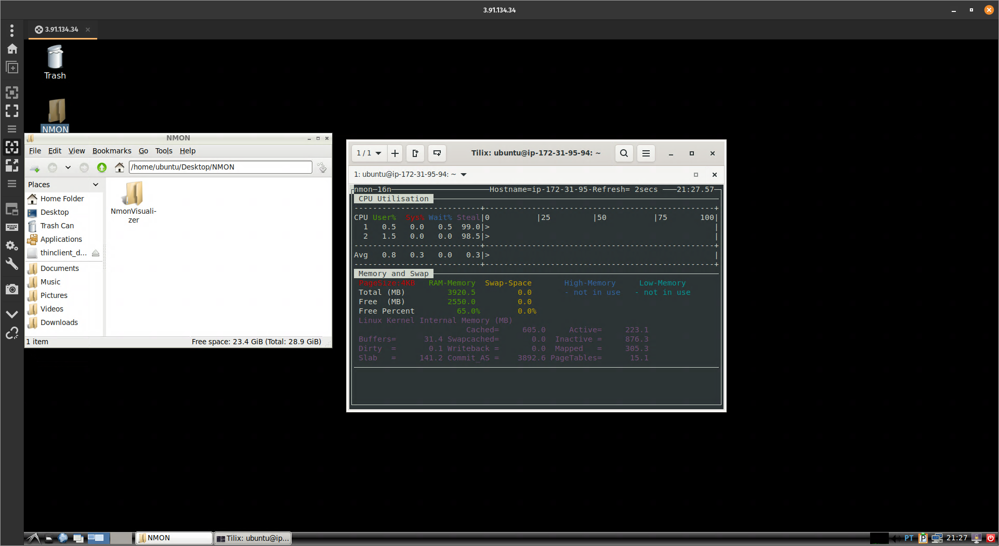 3.91.134.34
3.91.134.34
Trash
NMON
NMON
File Edit View Bookmarks Go Tools Help
/home/ubuntu/Desktop/NMON
Places
Home Folder
Desktop
Trash Can
Applications
thinclient_d...
Documents
Music
Pictures
Videos
Downloads
NmonVisuali-
zer
1 item
Free space: 23.4 GiB (Total: 28.9 GiB)
1 / 1
Tilix: ubuntu@ip-172-31-95-94: ~
1: ubuntu@ip-172-31-95-94: ~
nmon─16n─Hostname=ip-172-31-95-Refresh= 2secs ───21:27.57─
CPU Utilisation
---------------------------+-------------------------------------------------+
CPU User% Sys% Wait% Steal|0 |25 |50 |75 100|
1 0.5 0.0 0.5 99.0|> |
2 1.5 0.0 0.0 98.5|> |
---------------------------+-------------------------------------------------+
Avg 0.8 0.3 0.0 0.3|> |
---------------------------+-------------------------------------------------+
Memory and Swap
PageSize:4KB RAM-Memory Swap-Space High-Memory Low-Memory
Total (MB) 3920.5 0.0 - not in use - not in use
Free (MB) 2550.0 0.0
Free Percent 65.0% 0.0%
Linux Kernel Internal Memory (MB)
Cached= 605.0 Active= 223.1
Buffers= 31.4 Swapcached= 0.0 Inactive = 876.3
Dirty = 0.1 Writeback = 0.0 Mapped = 305.3
Slab = 141.2 Commit_AS = 3892.6 PageTables= 15.1
NMON
Tilix: ubuntu@ip...
PT
P
21:27